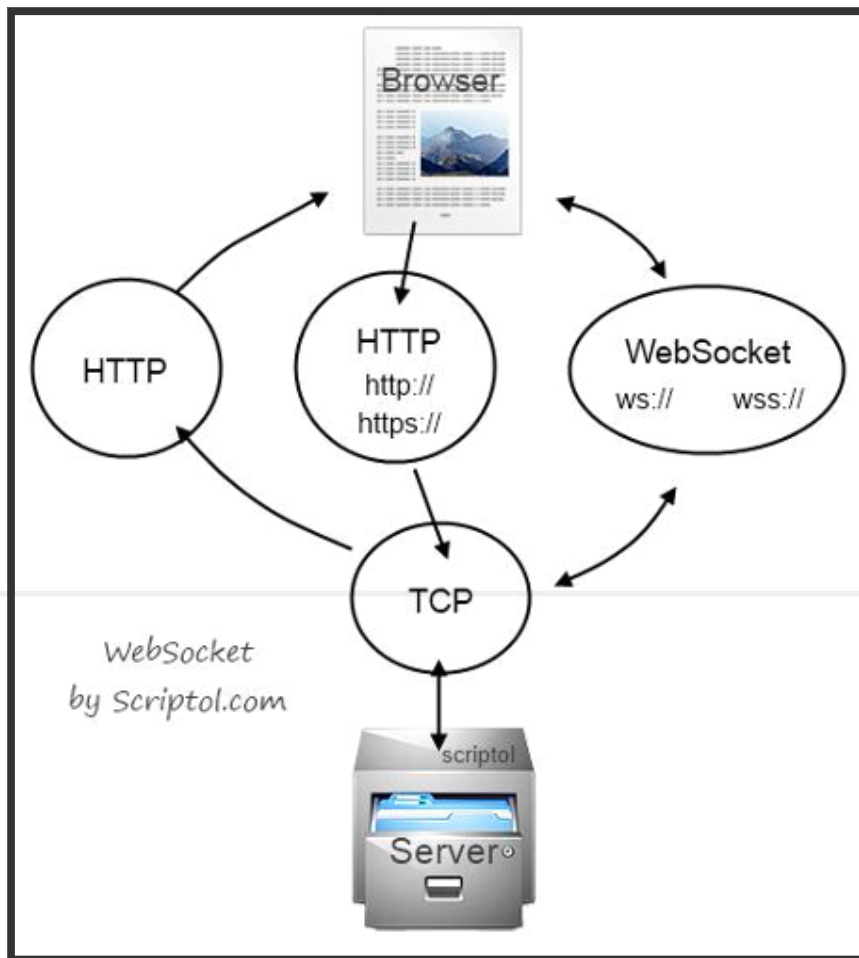 Browser
HTTP
HTTP
http://
https://
WebSocket
ws:// wss://
TCP
WebSocket
by Scriptol.com
scriptol
Server